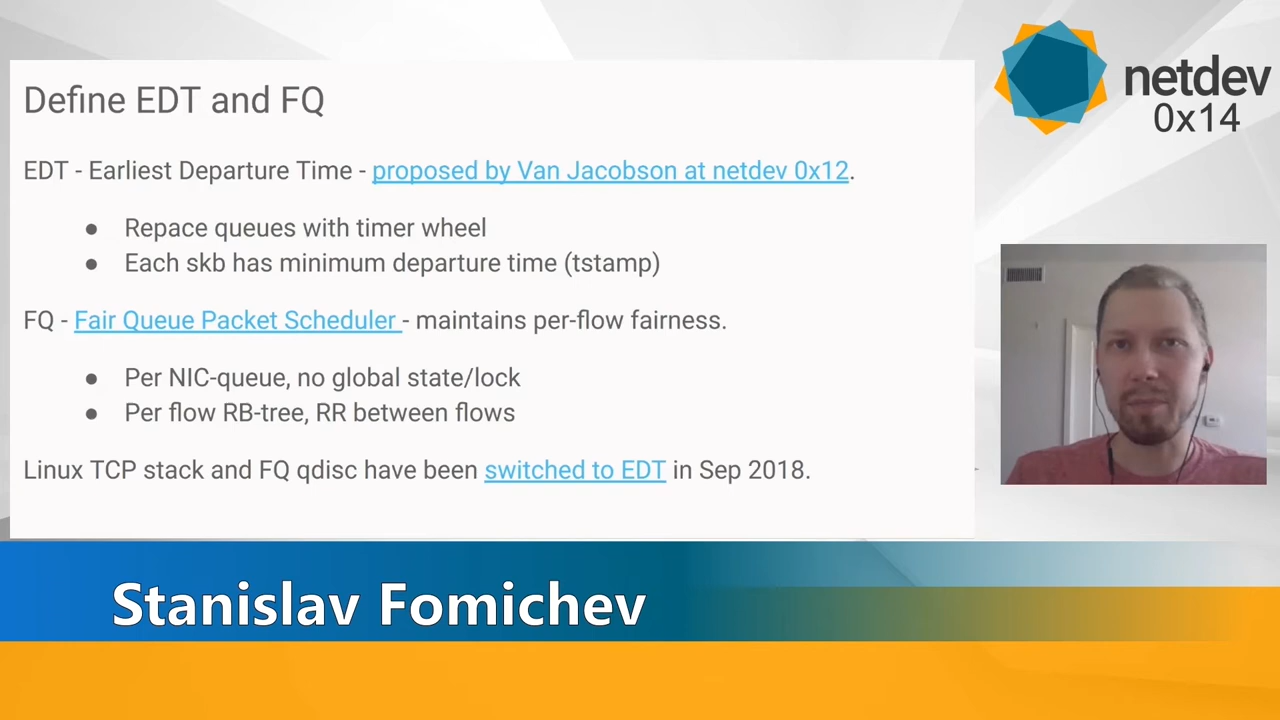 Define EDT and FQ
EDT - Earliest Departure Time - proposed by Van Jacobson at netdev 0x12.
● Repace queues with timer wheel
● Each skb has minimum departure time (tstamp)
FQ - Fair Queue Packet Scheduler - maintains per-flow fairness.
● Per NIC-queue, no global state/lock
● Per flow RB-tree, RR between flows
Linux TCP stack and FQ qdisc have been switched to EDT in Sep 2018.
netdev
0x14
Stanislav Fomichev